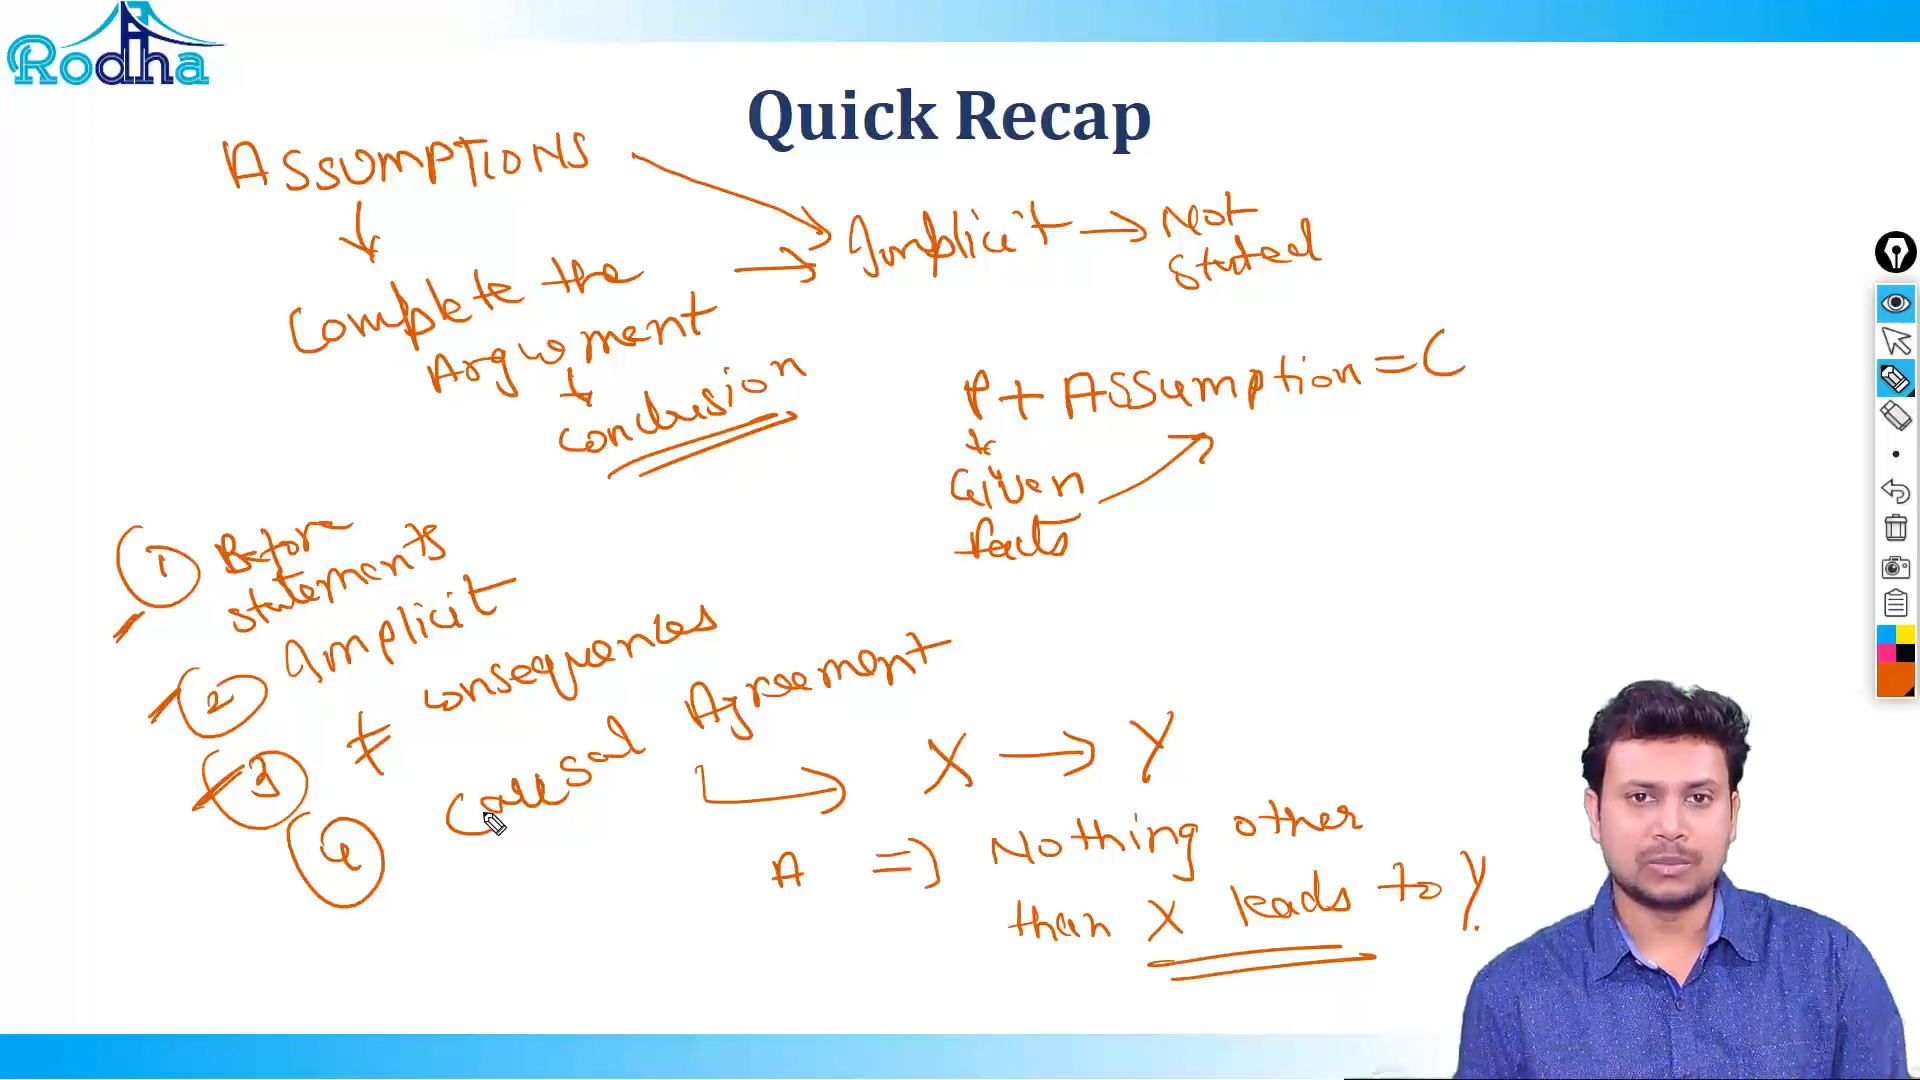 Rodha
Quick Recap
ASSUMPTIONS
Implicit → Not
stated
Complete the
Arguement
conclusion
P + ASSumption = C
Given
facts
1 Before
statements
2 Implicit
3 ≠ consequences
4 Causal Agreement
X → Y
A => Nothing other
than X leads to Y.